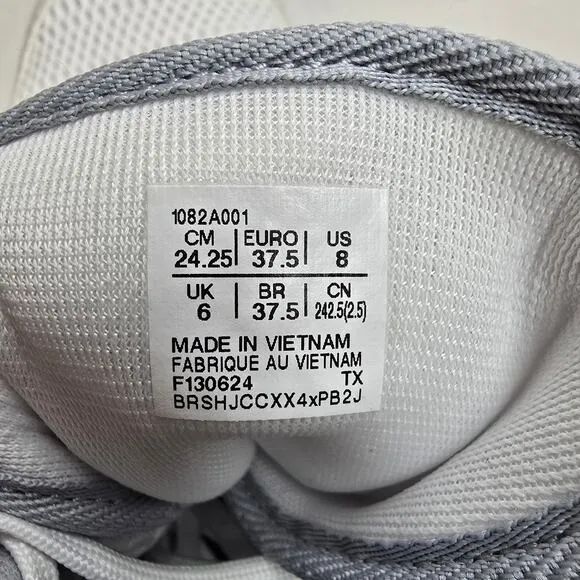 1082A001
CM EURO US
24.25 37.5 8
UK BR CN
6 37.5 242.5(2.5)
MADE IN VIETNAM
FABRIQUE AU VIETNAM
F130624 TX
BRSHJCCXX4xPB2J